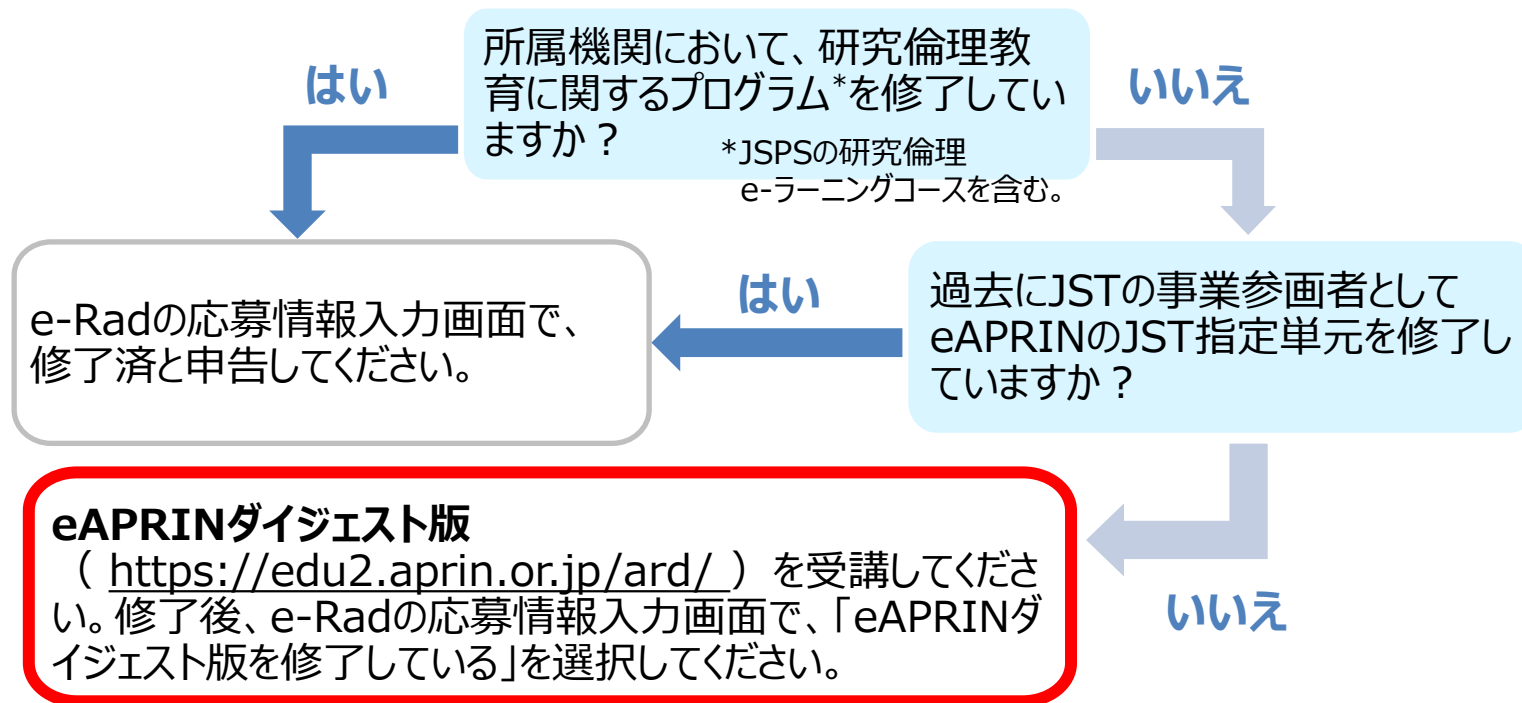 はい
所属機関において、研究倫理教
育に関するプログラム*を修了してい
ますか？
*JSPSの研究倫理
e-ラーニングコースを含む。
いいえ
e-Radの応募情報入力画面で、
修了済と申告してください。
はい
過去にJSTの事業参画者として
eAPRINのJST指定単元を修了し
ていますか？
eAPRINダイジェスト版
（ https://edu2.aprin.or.jp/ard/ ）を受講してくださ
い。修了後、e-Radの応募情報入力画面で、「eAPRINダ
イジェスト版を修了している」を選択してください。
いいえ